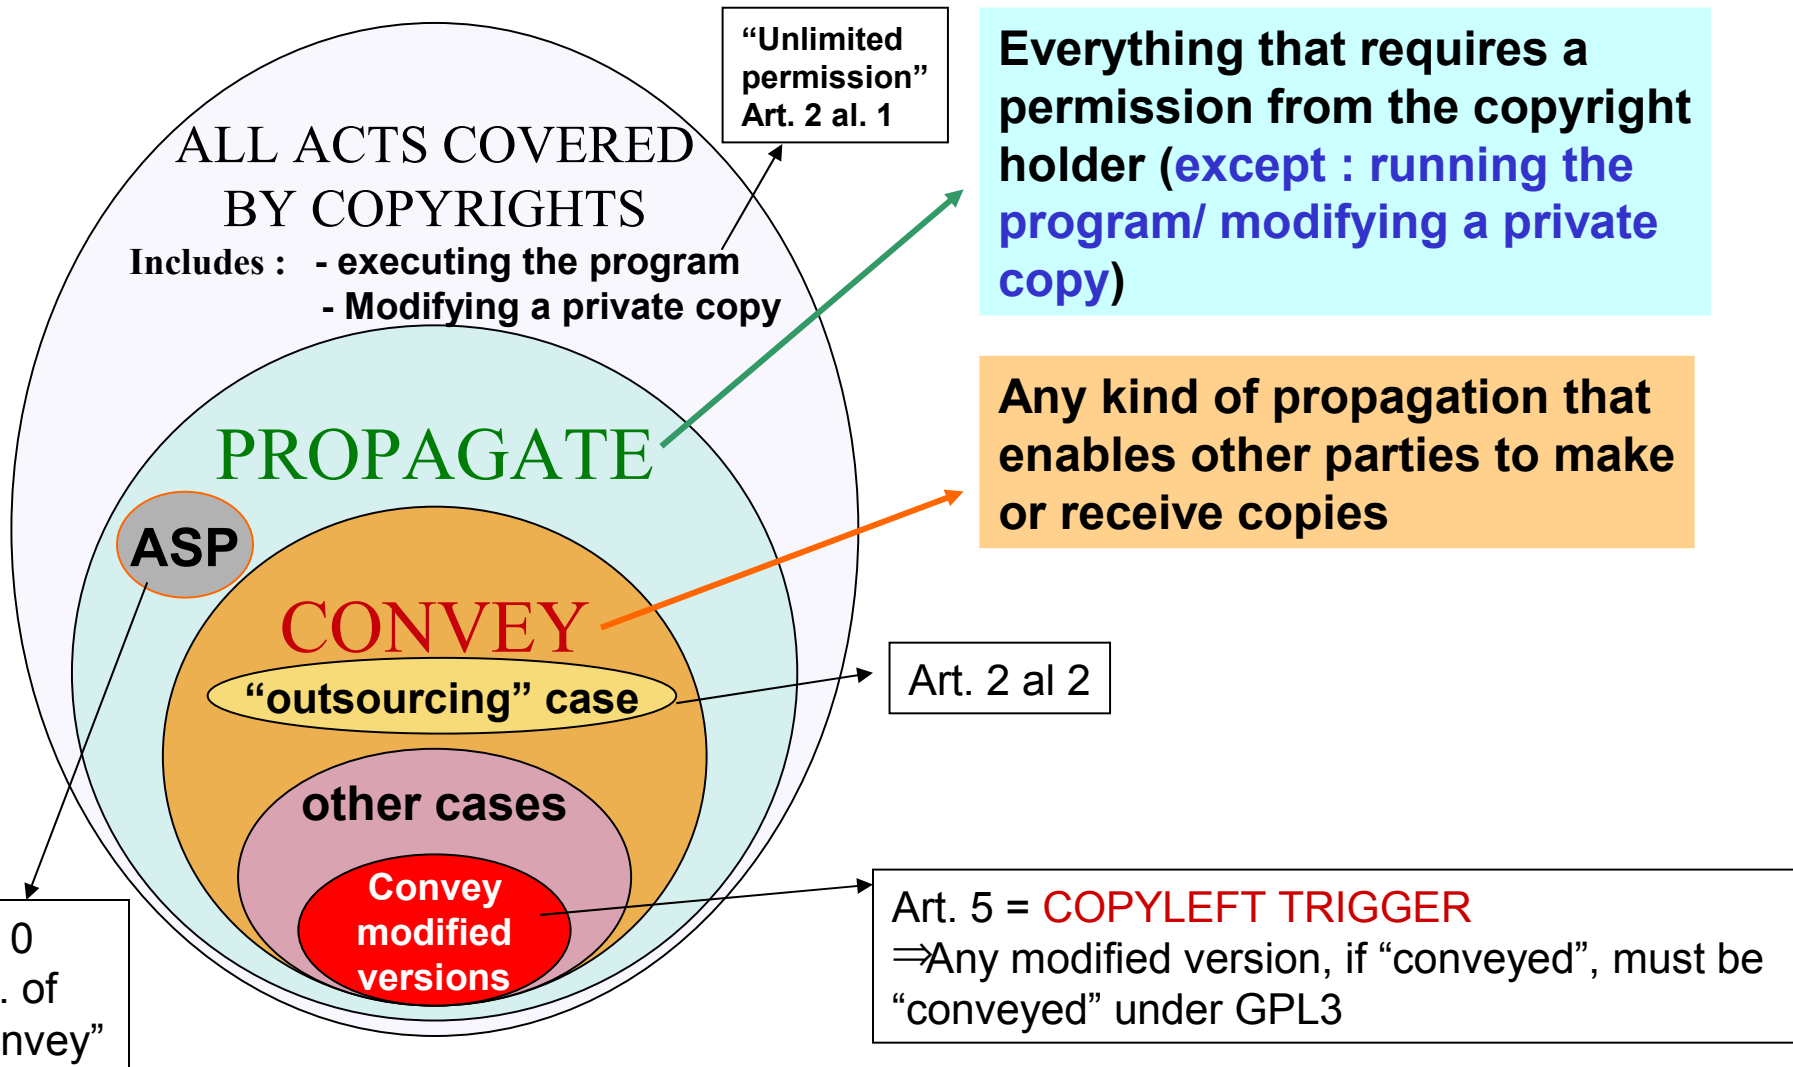 “Unlimited
permission”
Art. 2 al. 1
Everything that requires a
permission from the copyright
holder (except : running the
program/ modifying a private
copy)
ALL ACTS COVERED
BY COPYRIGHTS
Includes : - executing the program
- Modifying a private copy
Any kind of propagation that
enables other parties to make
or receive copies
PROPAGATE
ASP
CONVEY
“outsourcing” case
Art. 2 al 2
other cases
Convey
modified
versions
Art. 5 = COPYLEFT TRIGGER
⇒Any modified version, if “conveyed”, must be
“conveyed” under GPL3
0
. of
nvey”